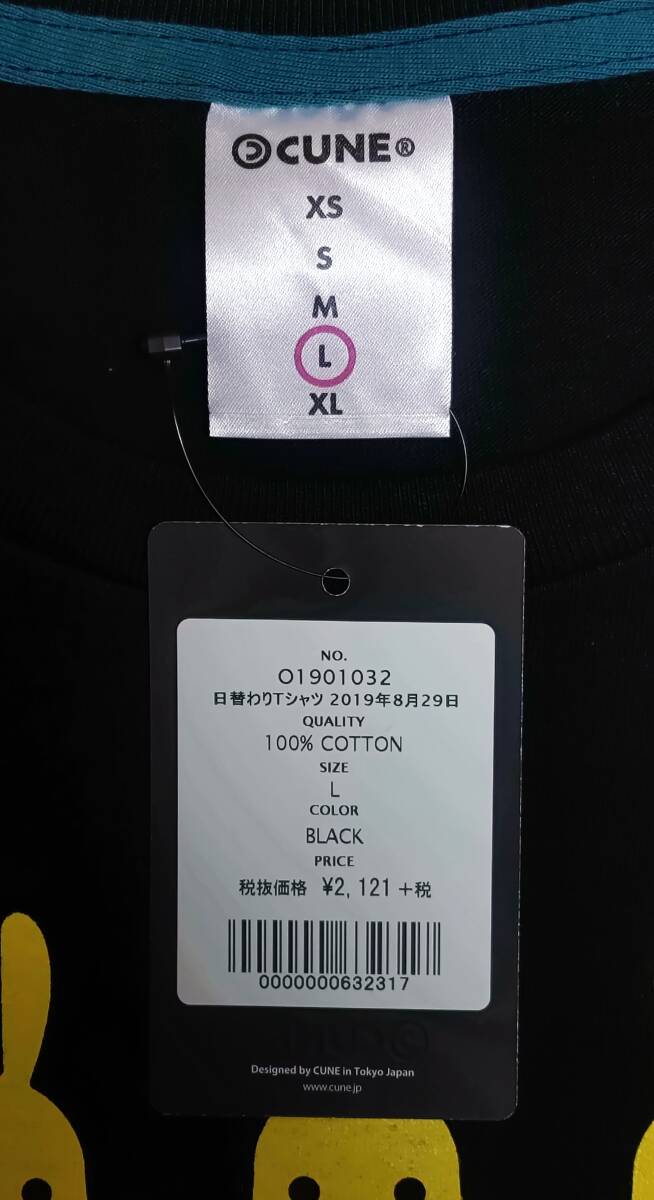 CUNE®
XS
S
M
L
XL
NO.
O1901032
日替わりTシャツ 2019年8月29日
QUALITY
100% COTTON
SIZE
L
COLOR
BLACK
PRICE
税抜価格 ¥2,121 +税
0000000632317
CUNE
Designed by CUNE in Tokyo Japan
www.cune.jp